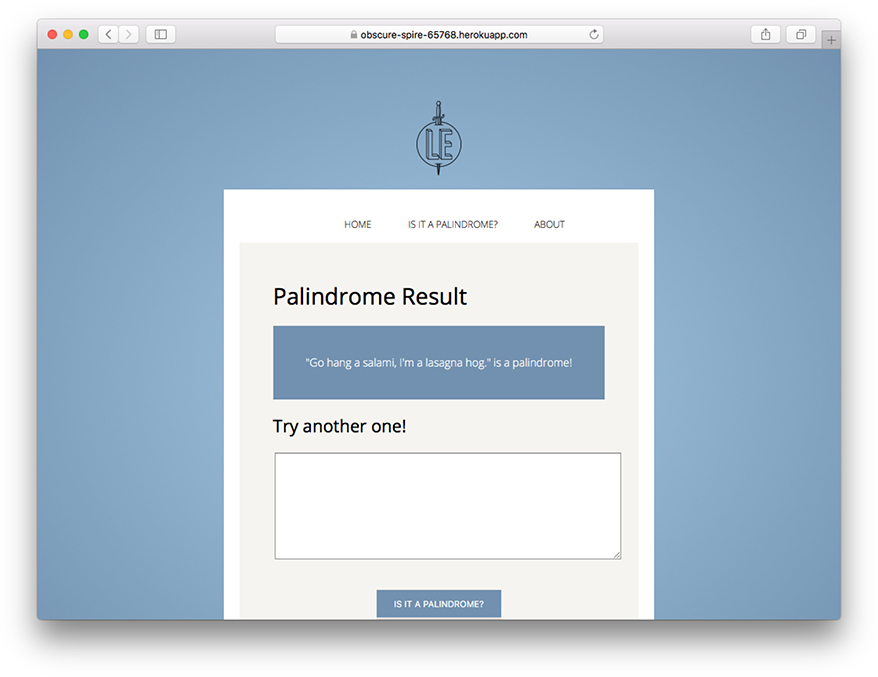 obscure-spire-65768.herokuapp.com
LE
HOME IS IT A PALINDROME? ABOUT
Palindrome Result
"Go hang a salami, I'm a lasagna hog." is a palindrome!
Try another one!
IS IT A PALINDROME?